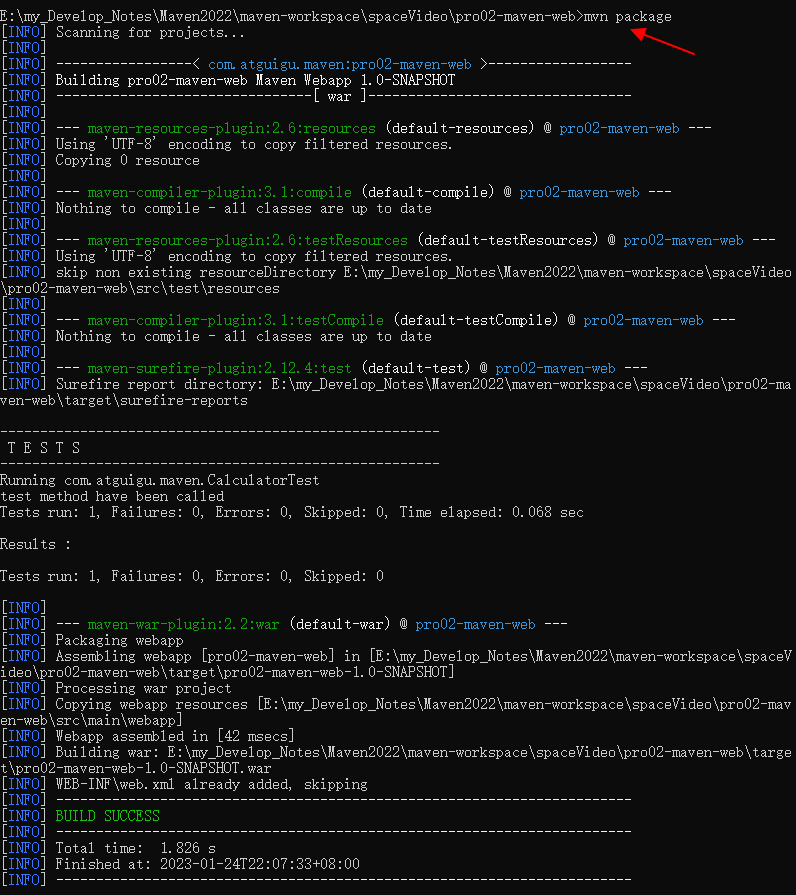 E:\my_Develop_Notes\Maven2022\maven-workspace\spaceVideo\pro02-maven-web>mvn package
[INFO] Scanning for projects...
[INFO]
[INFO] -----------------< com.atguigu.maven:pro02-maven-web >------------------
[INFO] Building pro02-maven-web Maven Webapp 1.0-SNAPSHOT
[INFO] --------------------------------[ war ]---------------------------------
[INFO]
[INFO] --- maven-resources-plugin:2.6:resources (default-resources) @ pro02-maven-web ---
[INFO] Using 'UTF-8' encoding to copy filtered resources.
[INFO] Copying 0 resource
[INFO]
[INFO] --- maven-compiler-plugin:3.1:compile (default-compile) @ pro02-maven-web ---
[INFO] Nothing to compile - all classes are up to date
[INFO]
[INFO] --- maven-resources-plugin:2.6:testResources (default-testResources) @ pro02-maven-web ---
[INFO] Using 'UTF-8' encoding to copy filtered resources.
[INFO] skip non existing resourceDirectory E:\my_Develop_Notes\Maven2022\maven-workspace\spaceVideo
\pro02-maven-web\src\test\resources
[INFO]
[INFO] --- maven-compiler-plugin:3.1:testCompile (default-testCompile) @ pro02-maven-web ---
[INFO] Nothing to compile - all classes are up to date
[INFO]
[INFO] --- maven-surefire-plugin:2.12.4:test (default-test) @ pro02-maven-web ---
[INFO] Surefire report directory: E:\my_Develop_Notes\Maven2022\maven-workspace\spaceVideo\pro02-ma
ven-web\target\surefire-reports

-------------------------------------------------------
 T E S T S
-------------------------------------------------------
Running com.atguigu.maven.CalculatorTest
test method have been called
Tests run: 1, Failures: 0, Errors: 0, Skipped: 0, Time elapsed: 0.068 sec

Results :

Tests run: 1, Failures: 0, Errors: 0, Skipped: 0

[INFO]
[INFO] --- maven-war-plugin:2.2:war (default-war) @ pro02-maven-web ---
[INFO] Packaging webapp
[INFO] Assembling webapp [pro02-maven-web] in [E:\my_Develop_Notes\Maven2022\maven-workspace\spaceV
ideo\pro02-maven-web\target\pro02-maven-web-1.0-SNAPSHOT]
[INFO] Processing war project
[INFO] Copying webapp resources [E:\my_Develop_Notes\Maven2022\maven-workspace\spaceVideo\pro02-mav
en-web\src\main\webapp]
[INFO] Webapp assembled in [42 msecs]
[INFO] Building war: E:\my_Develop_Notes\Maven2022\maven-workspace\spaceVideo\pro02-maven-web\targe
t\pro02-maven-web-1.0-SNAPSHOT.war
[INFO] WEB-INF\web.xml already added, skipping
[INFO] ------------------------------------------------------------------------
[INFO] BUILD SUCCESS
[INFO] ------------------------------------------------------------------------
[INFO] Total time:  1.826 s
[INFO] Finished at: 2023-01-24T22:07:33+08:00
[INFO] ------------------------------------------------------------------------